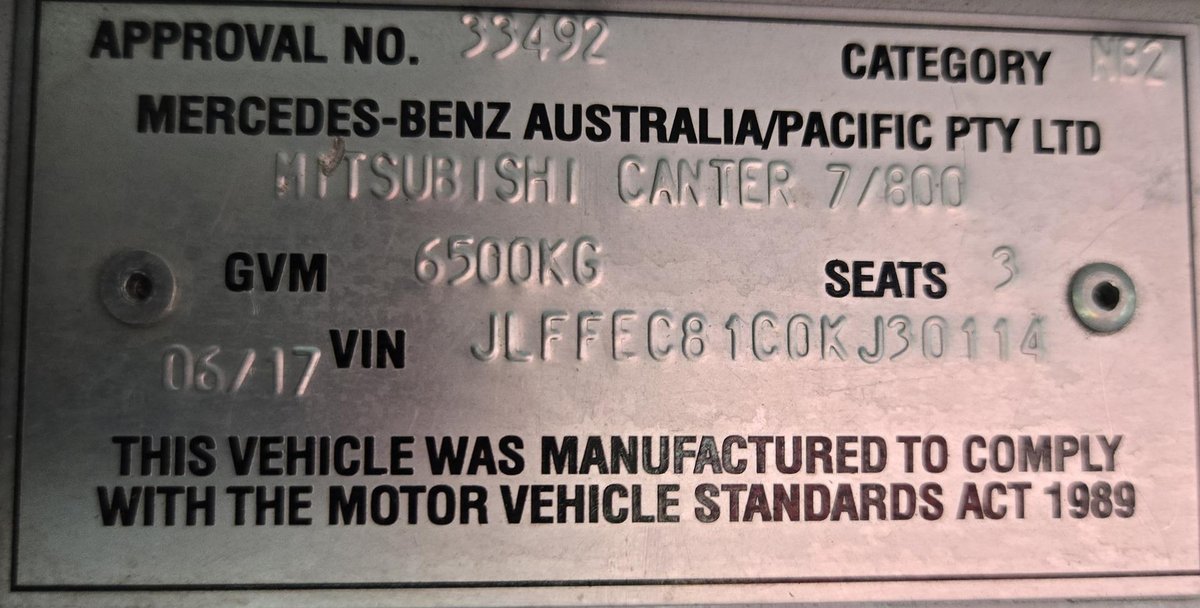 APPROVAL NO. 33492 CATEGORY NB2
MERCEDES-BENZ AUSTRALIA/PACIFIC PTY LTD
MITSUBISHI CANTER 7/800
GVM 6500KG SEATS 3
06/17 VIN JLFFEC81C0KJ30114
THIS VEHICLE WAS MANUFACTURED TO COMPLY
WITH THE MOTOR VEHICLE STANDARDS ACT 1989